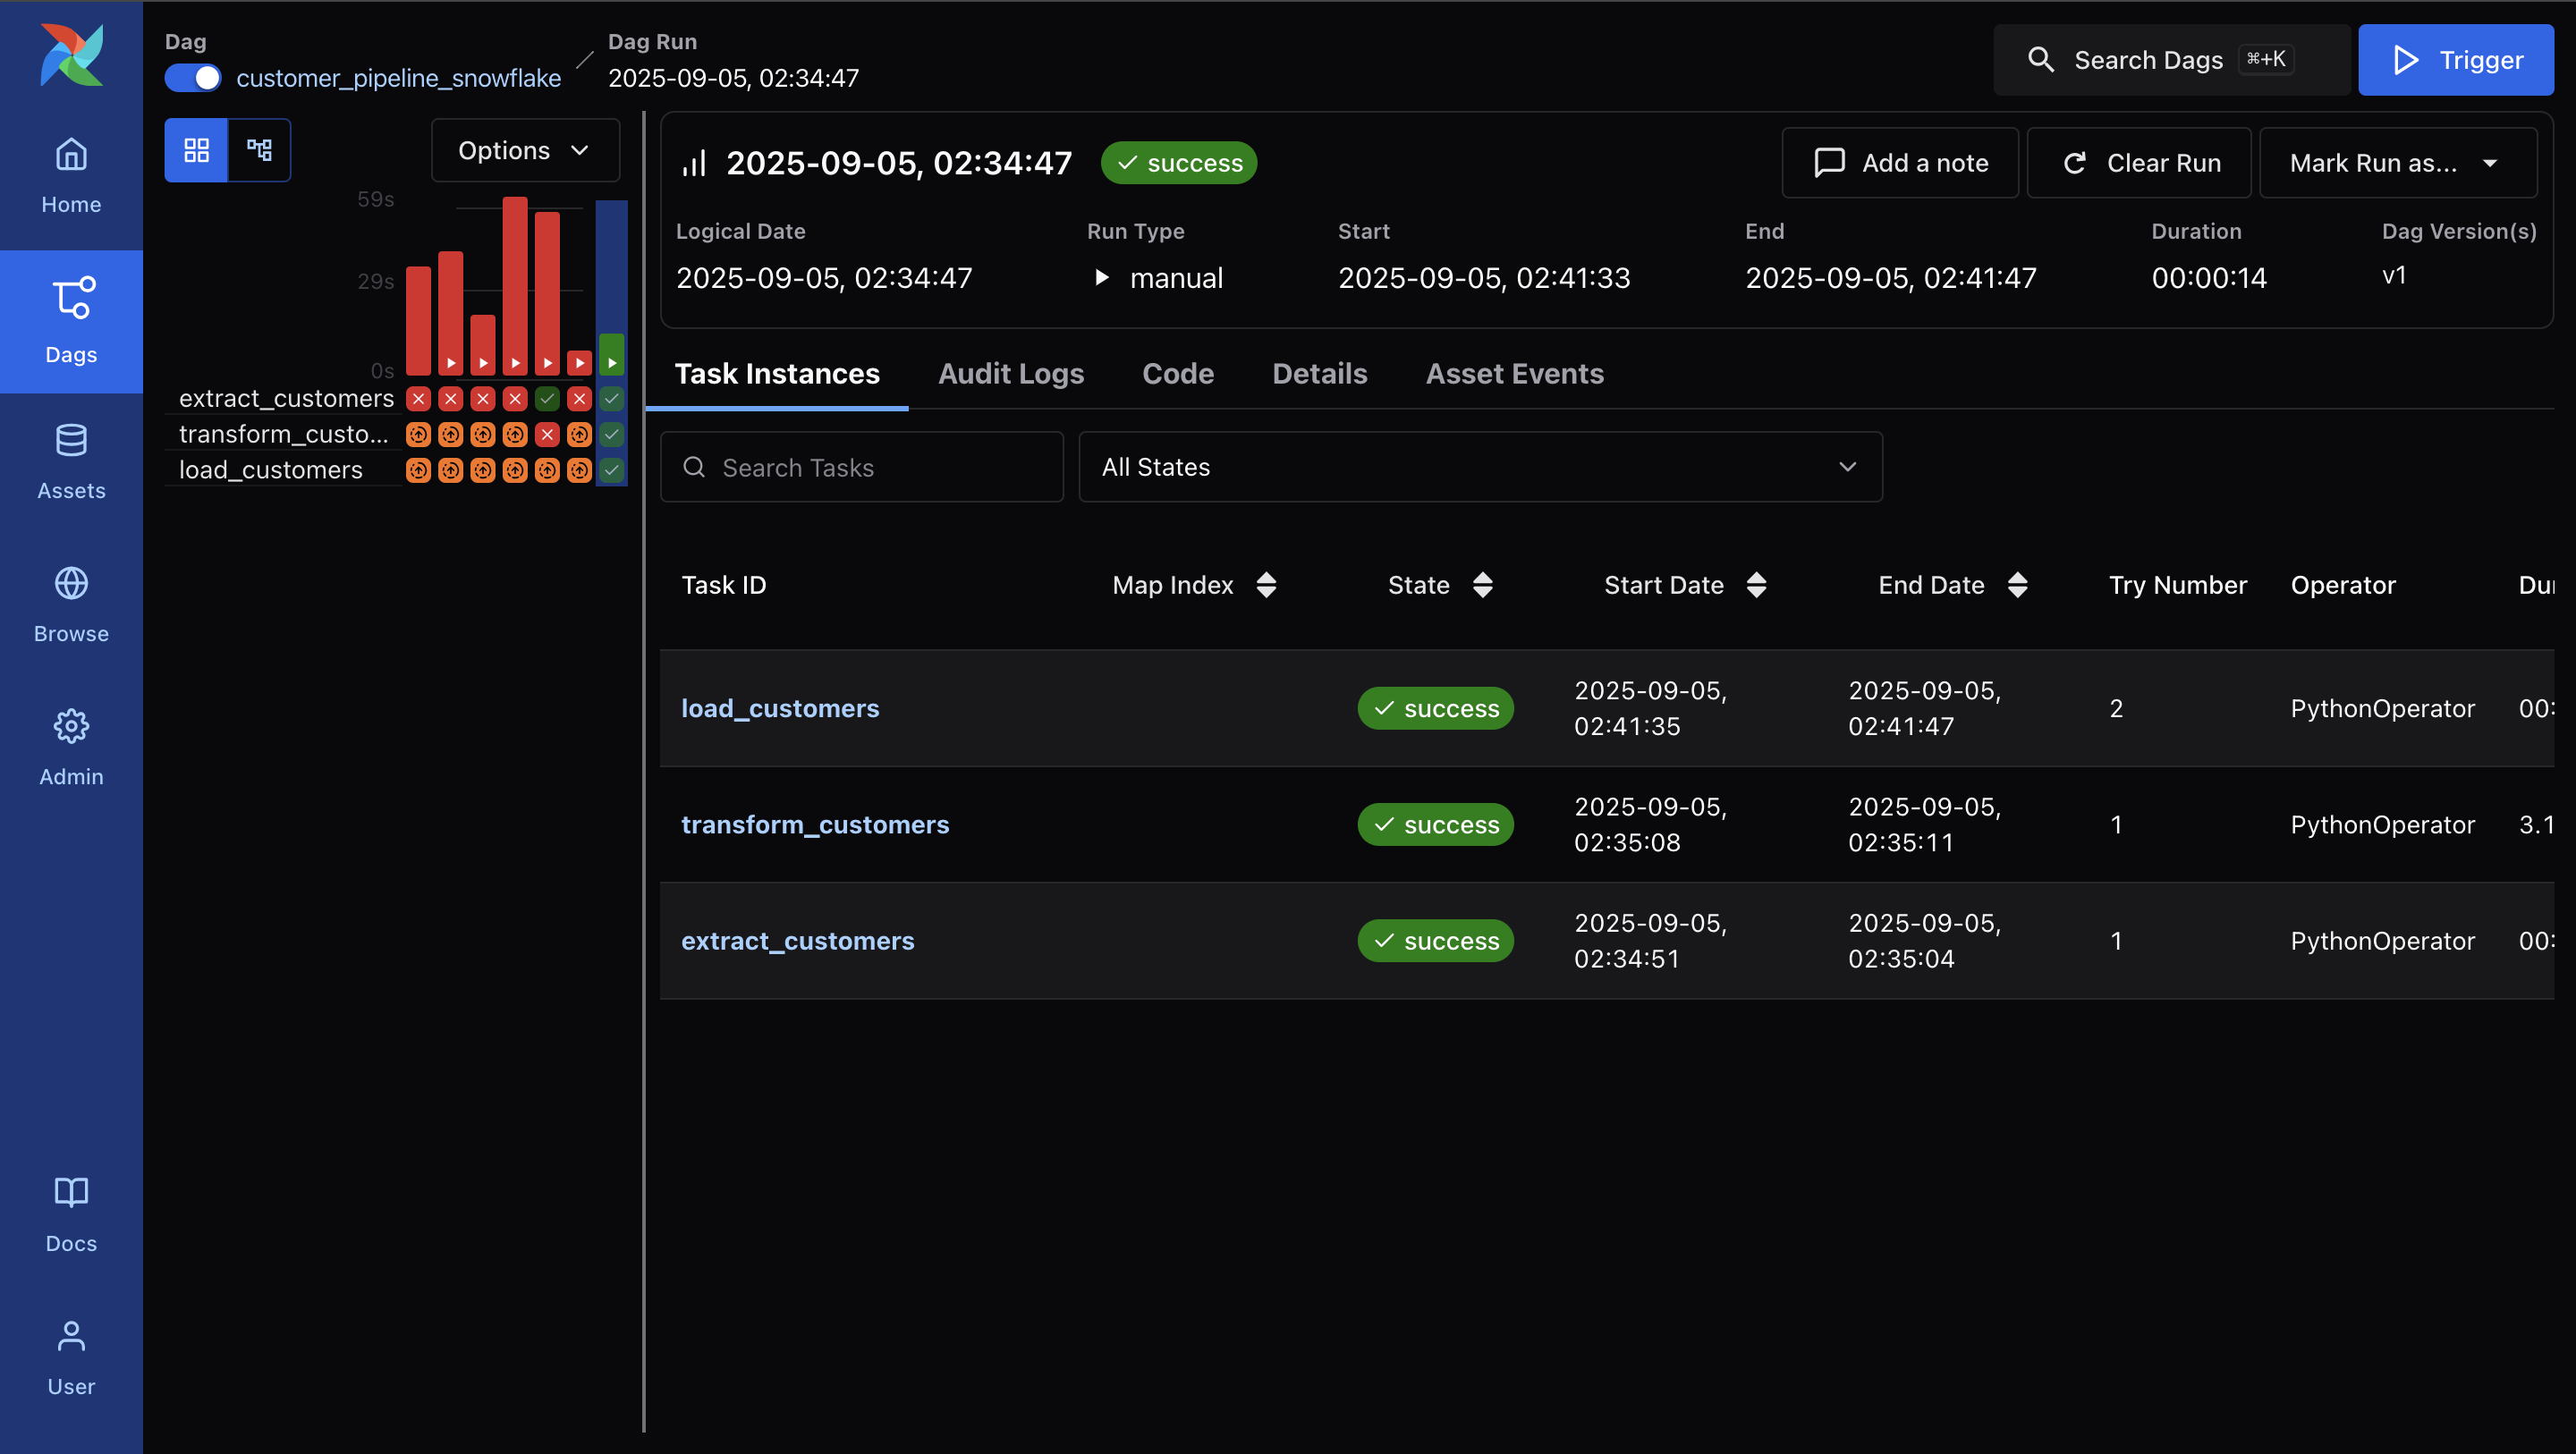 Dag
customer_pipeline_snowflake
Dag Run
2025-09-05, 02:34:47
Search Dags ⌘+K
Trigger
Home
Dags
Assets
Browse
Admin
Docs
User
Options
59s
29s
0s
extract_customers
transform_custo...
load_customers
2025-09-05, 02:34:47 success
Add a note
Clear Run
Mark Run as...
Logical Date Run Type Start End Duration Dag Version(s)
2025-09-05, 02:34:47 manual 2025-09-05, 02:41:33 2025-09-05, 02:41:47 00:00:14 v1
Task Instances Audit Logs Code Details Asset Events
Search Tasks
All States
Task ID Map Index State Start Date End Date Try Number Operator Dur
load_customers success 2025-09-05, 02:41:35 2025-09-05, 02:41:47 2 PythonOperator 00:
transform_customers success 2025-09-05, 02:35:08 2025-09-05, 02:35:11 1 PythonOperator 3.1
extract_customers success 2025-09-05, 02:34:51 2025-09-05, 02:35:04 1 PythonOperator 00: